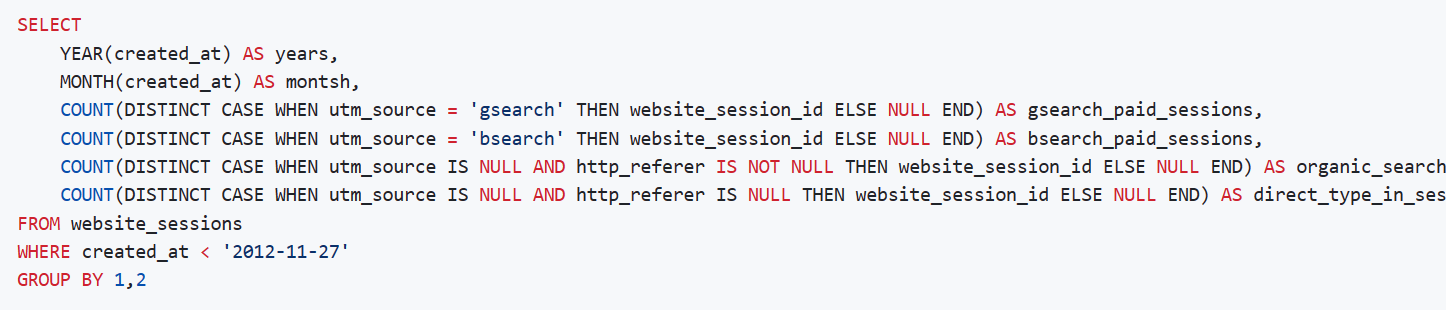 SELECT
    YEAR(created_at) AS years,
    MONTH(created_at) AS montsh,
    COUNT(DISTINCT CASE WHEN utm_source = 'gsearch' THEN website_session_id ELSE NULL END) AS gsearch_paid_sessions,
    COUNT(DISTINCT CASE WHEN utm_source = 'bsearch' THEN website_session_id ELSE NULL END) AS bsearch_paid_sessions,
    COUNT(DISTINCT CASE WHEN utm_source IS NULL AND http_referer IS NOT NULL THEN website_session_id ELSE NULL END) AS organic_search
    COUNT(DISTINCT CASE WHEN utm_source IS NULL AND http_referer IS NULL THEN website_session_id ELSE NULL END) AS direct_type_in_ses
FROM website_sessions
WHERE created_at < '2012-11-27'
GROUP BY 1,2